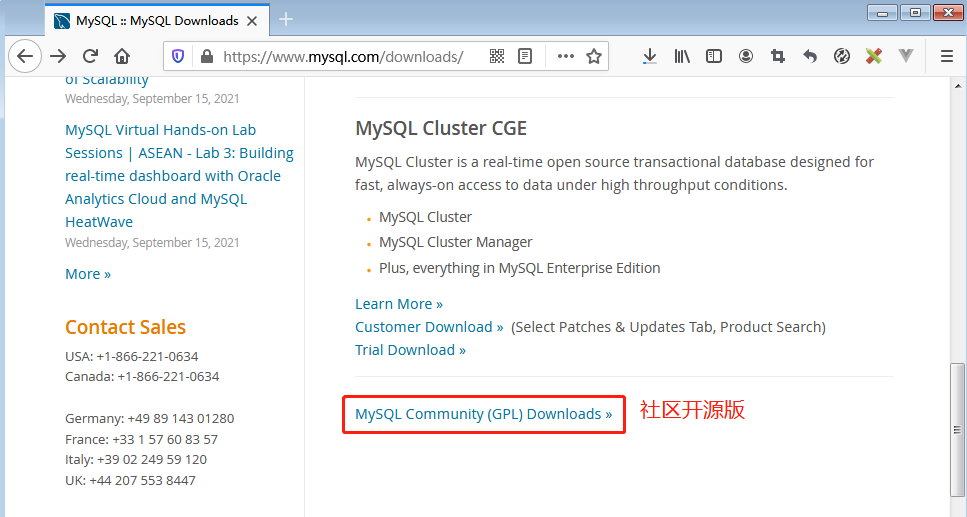 MySQL :: MySQL Downloads
https://www.mysql.com/downloads/
of Scalability
Wednesday, September 15, 2021
MySQL Virtual Hands-on Lab
Sessions | ASEAN - Lab 3: Building
real-time dashboard with Oracle
Analytics Cloud and MySQL
HeatWave
Wednesday, September 15, 2021
More »
Contact Sales
USA: +1-866-221-0634
Canada: +1-866-221-0634
Germany: +49 89 143 01280
France: +33 1 57 60 83 57
Italy: +39 02 249 59 120
UK: +44 207 553 8447
MySQL Cluster CGE
MySQL Cluster is a real-time open source transactional database designed for
fast, always-on access to data under high throughput conditions.
MySQL Cluster
MySQL Cluster Manager
Plus, everything in MySQL Enterprise Edition
Learn More »
Customer Download » (Select Patches & Updates Tab, Product Search)
Trial Download »
MySQL Community (GPL) Downloads » 社区开源版